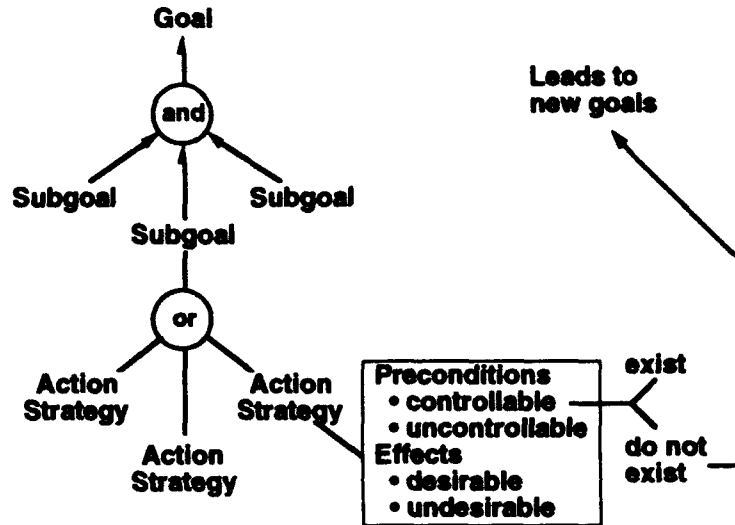 Goal
Leads to
new goals
and
Subgoal
Subgoal
Subgoal
or
Action
Strategy
Action
Strategy
Action
Strategy
Preconditions
• controllable
• uncontrollable
Effects
• desirable
• undesirable
exist
do not
exist